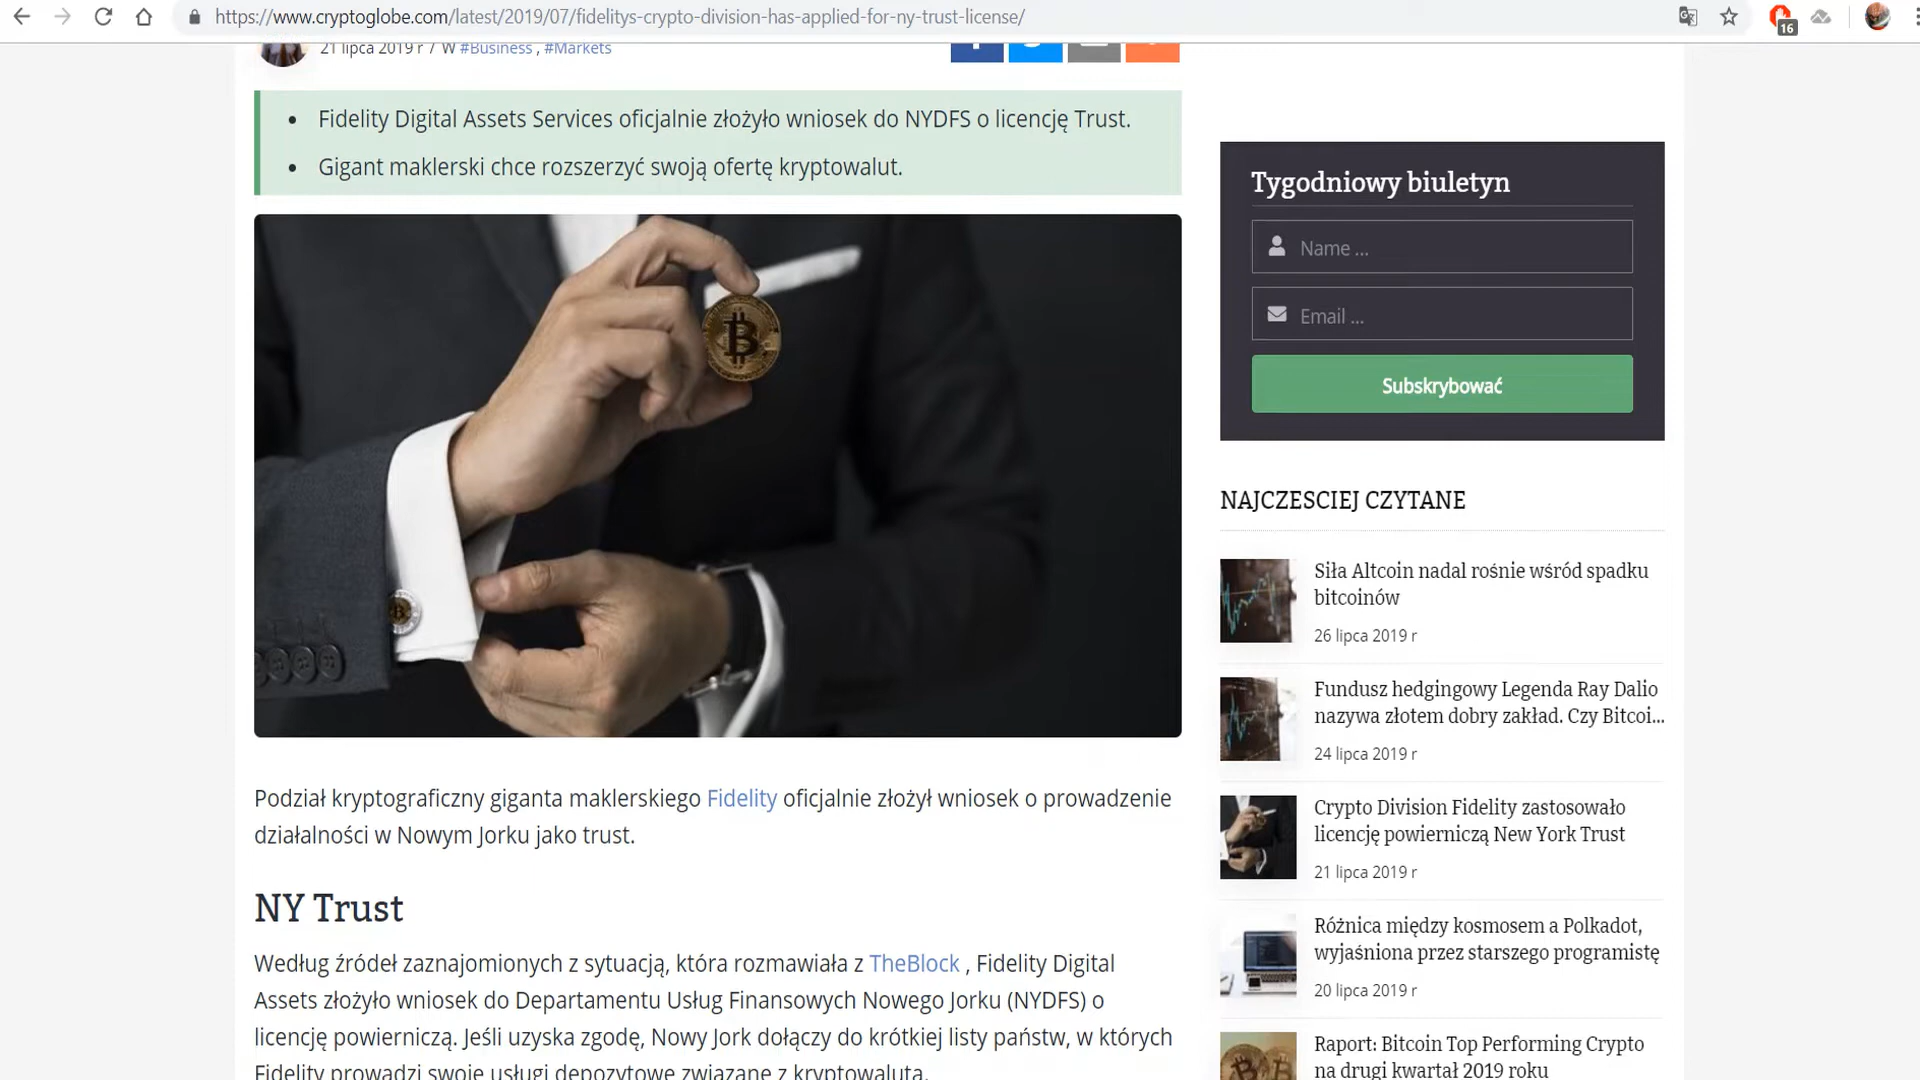 https://www.cryptoglobe.com/latest/2019/07/fidelitys-crypto-division-has-applied-for-ny-trust-license/
16
21 lipca 2019 r / W #Business , #Markets
Fidelity Digital Assets Services oficjalnie złożyło wniosek do NYDFS o licencję Trust.
Gigant maklerski chce rozszerzyć swoją ofertę kryptowalut.
Podział kryptograficzny giganta maklerskiego Fidelity oficjalnie złożył wniosek o prowadzenie
działalności w Nowym Jorku jako trust.
NY Trust
Według źródeł zaznajomionych z sytuacją, która rozmawiała z TheBlock , Fidelity Digital
Assets złożyło wniosek do Departamentu Usług Finansowych Nowego Jorku (NYDFS) o
licencję powierniczą. Jeśli uzyska zgodę, Nowy Jork dołączy do krótkiej listy państw, w których
Fidelity prowadzi swoje usługi depozytowe związane z kryptowalutą.
Tygodniowy biuletyn
Name ...
Email ...
Subskrybować
NAJCZESCIEJ CZYTANE
Siła Altcoin nadal rośnie wśród spadku
bitcoinów
26 lipca 2019 r
Fundusz hedgingowy Legenda Ray Dalio
nazywa złotem dobry zakład. Czy Bitcoi...
24 lipca 2019 r
Crypto Division Fidelity zastosowało
licencję powierniczą New York Trust
21 lipca 2019 r
Różnica między kosmosem a Polkadot,
wyjaśniona przez starszego programistę
20 lipca 2019 r
Raport: Bitcoin Top Performing Crypto
na drugi kwartał 2019 roku